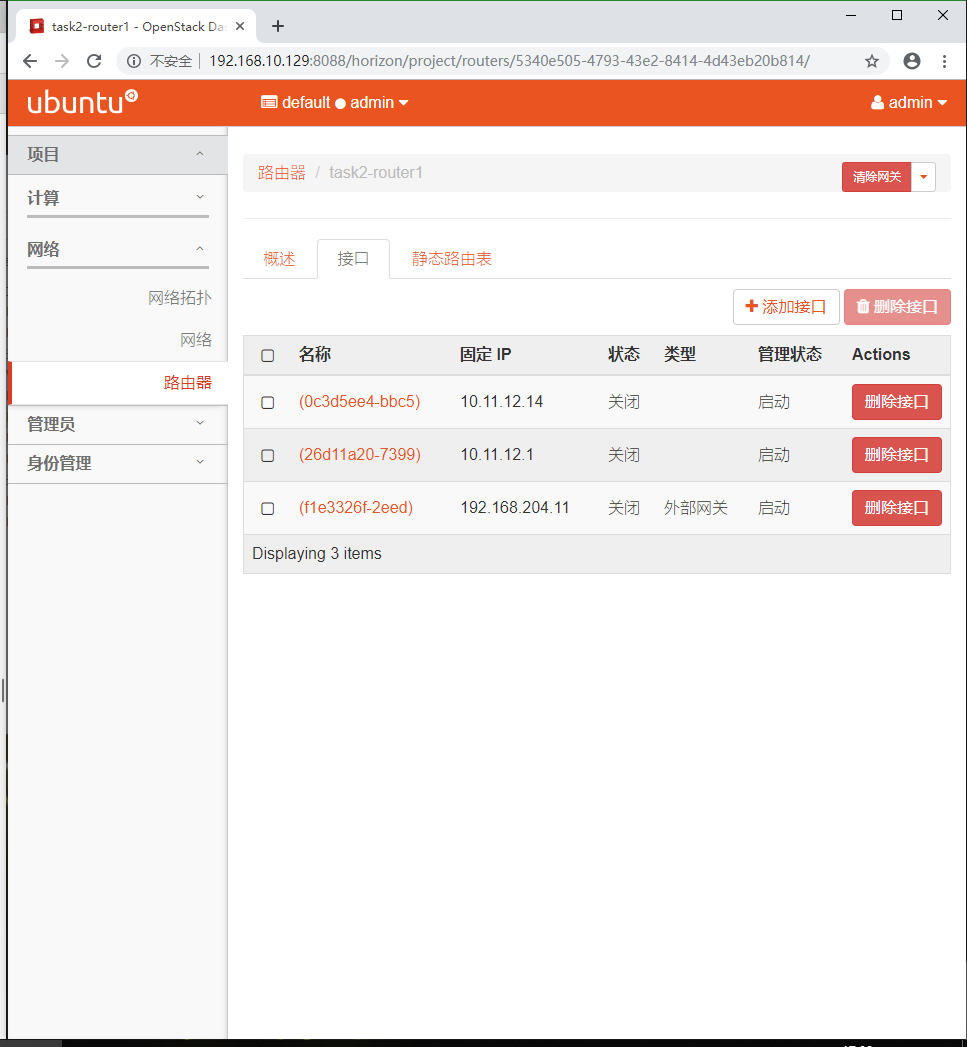 task2-router1 - OpenStack Da
不安全 192.168.10.129:8088/horizon/project/routers/5340e505-4793-43e2-8414-4d43eb20b814/
ubuntu default admin admin
项目
计算
网络
网络拓扑
网络
路由器
管理员
身份管理
路由器 / task2-router1 清除网关
概述 接口 静态路由表
添加接口 删除接口
名称 固定 IP 状态 类型 管理状态 Actions
(0c3d5ee4-bbc5) 10.11.12.14 关闭 启动 删除接口
(26d11a20-7399) 10.11.12.1 关闭 启动 删除接口
(f1e3326f-2eed) 192.168.204.11 关闭 外部网关 启动 删除接口
Displaying 3 items